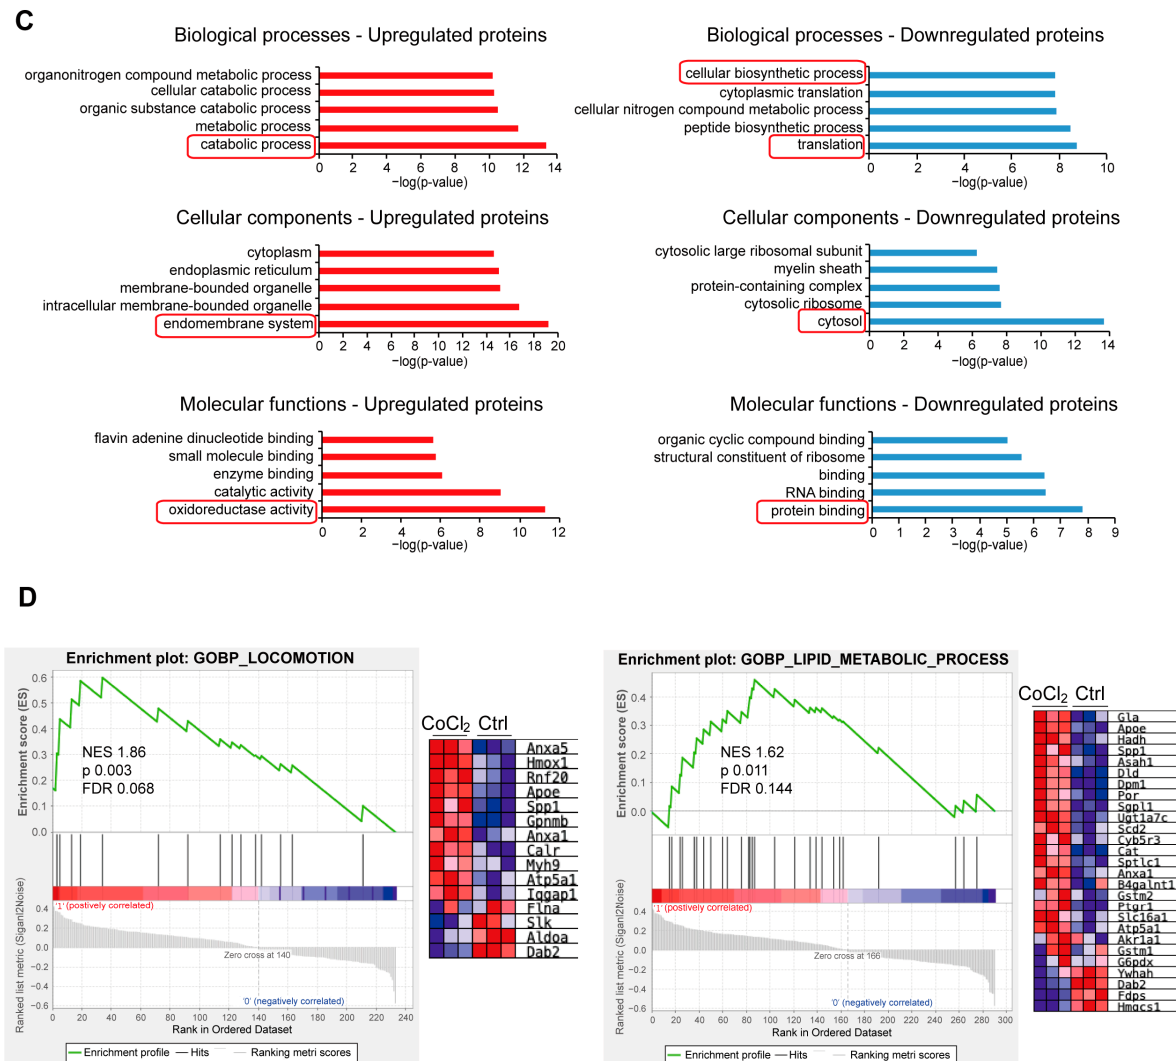 C
Biological processes - Upregulated proteins
organonitrogen compound metabolic process
cellular catabolic process
organic substance catabolic process
metabolic process
catabolic process
0 2 4 6 8 10 12 14
−log(p-value)
Biological processes - Downregulated proteins
cellular biosynthetic process
cytoplasmic translation
cellular nitrogen compound metabolic process
peptide biosynthetic process
translation
0 2 4 6 8 10
−log(p-value)
Cellular components - Upregulated proteins
cytoplasm
endoplasmic reticulum
membrane-bounded organelle
intracellular membrane-bounded organelle
endomembrane system
0 2 4 6 8 10 12 14 16 18 20
−log(p-value)
Cellular components - Downregulated proteins
cytosolic large ribosomal subunit
myelin sheath
protein-containing complex
cytosolic ribosome
cytosol
0 2 4 6 8 10 12 14
−log(p-value)
Molecular functions - Upregulated proteins
flavin adenine dinucleotide binding
small molecule binding
enzyme binding
catalytic activity
oxidoreductase activity
0 2 4 6 8 10 12
−log(p-value)
Molecular functions - Downregulated proteins
organic cyclic compound binding
structural constituent of ribosome
binding
RNA binding
protein binding
0 1 2 3 4 5 6 7 8 9
−log(p-value)
D
Enrichment plot: GOBP_LOCOMOTION
Enrichment score (ES)
0.6
0.5
0.4
0.3
0.2
0.1
0.0
NES 1.86
p 0.003
FDR 0.068
Ranked list metric (Siganl2Noise)
0.4
0.2
0.0
−0.2
−0.4
−0.6
'1' (postively correlated)
Zero cross at 140
'0' (negatively correlated)
0 20 40 60 80 100 120 140 160 180 200 220 240
Rank in Ordered Dataset
Enrichment profile Hits Ranking metri scores
CoCl₂ Ctrl
Anxa5
Hmox1
Rnf20
Apoe
Spp1
Gpnmb
Anxa1
Calr
Myh9
Atp5a1
Iqgap1
Flna
Slk
Aldoa
Dab2
Enrichment plot: GOBP_LIPID_METABOLIC_PROCESS
Enrichment score (ES)
0.4
0.3
0.2
0.1
0.0
NES 1.62
p 0.011
FDR 0.144
Ranked list metric (Siganl2Noise)
0.4
0.2
0.0
−0.2
−0.4
−0.6
'1' (postively correlated)
Zero cross at 166
'0' (negatively correlated)
0 20 40 60 80 100 120 140 160 180 200 220 240 260 280 300
Rank in Ordered Dataset
Enrichment profile Hits Ranking metri scores
CoCl₂ Ctrl
Gla
Apoe
Hadh
Spp1
Asah1
Dld
Dpm1
Por
Sgpl1
Ugt1a7c
Scd2
Cyb5r3
Cat
Sptlc1
Anxa1
B4galnt1
Gstm2
Ptgr1
Slc16a1
Atp5a1
Akr1a1
Gstm1
G6pdx
Ywhah
Dab2
Fdps
Hmgcs1